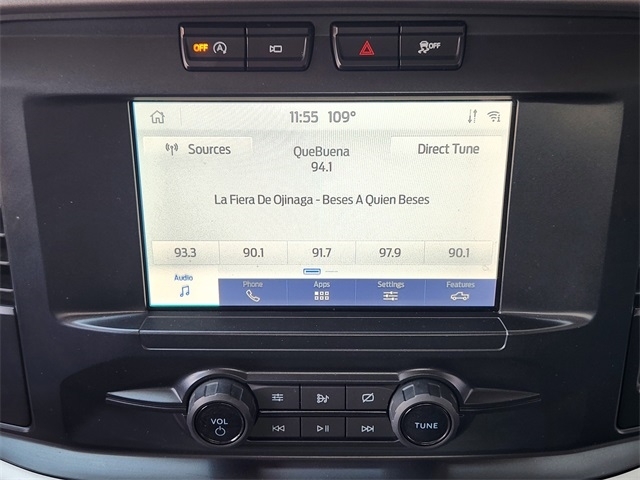 OFF A OFF
11:55 109°
Sources QueBuena Direct Tune
94.1
La Fiera De Ojinaga - Beses A Quien Beses
93.3 90.1 91.7 97.9 90.1
Audio Phone Apps Settings Features
VOL TUNE